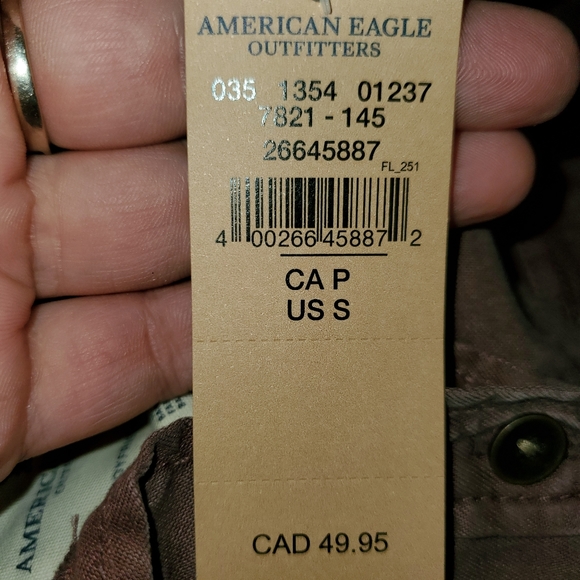 AMERICAN EAGLE
OUTFITTERS
035 1354 01237
7821 - 145
26645887
FL_251
4 00266 45887 2
CA P
US S
CAD 49.95
AMERICAN